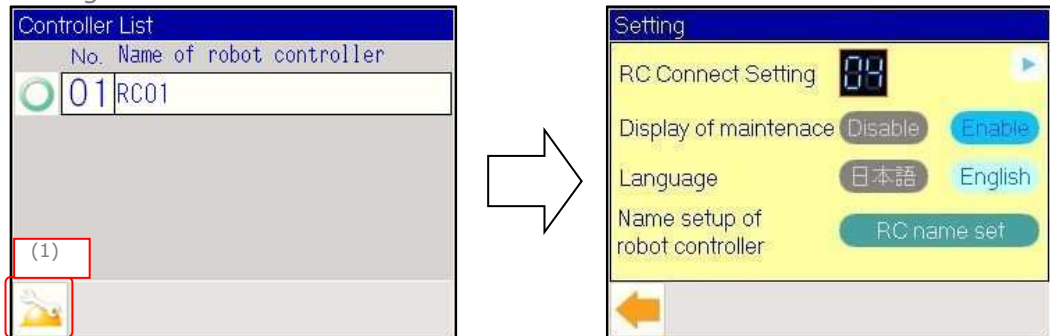 Controller List
No. Name of robot controller
01 RC01
(1)
Setting
RC Connect Setting 04
Display of maintenace Disable Enable
Language 日本語 English
Name setup of
robot controller RC name set